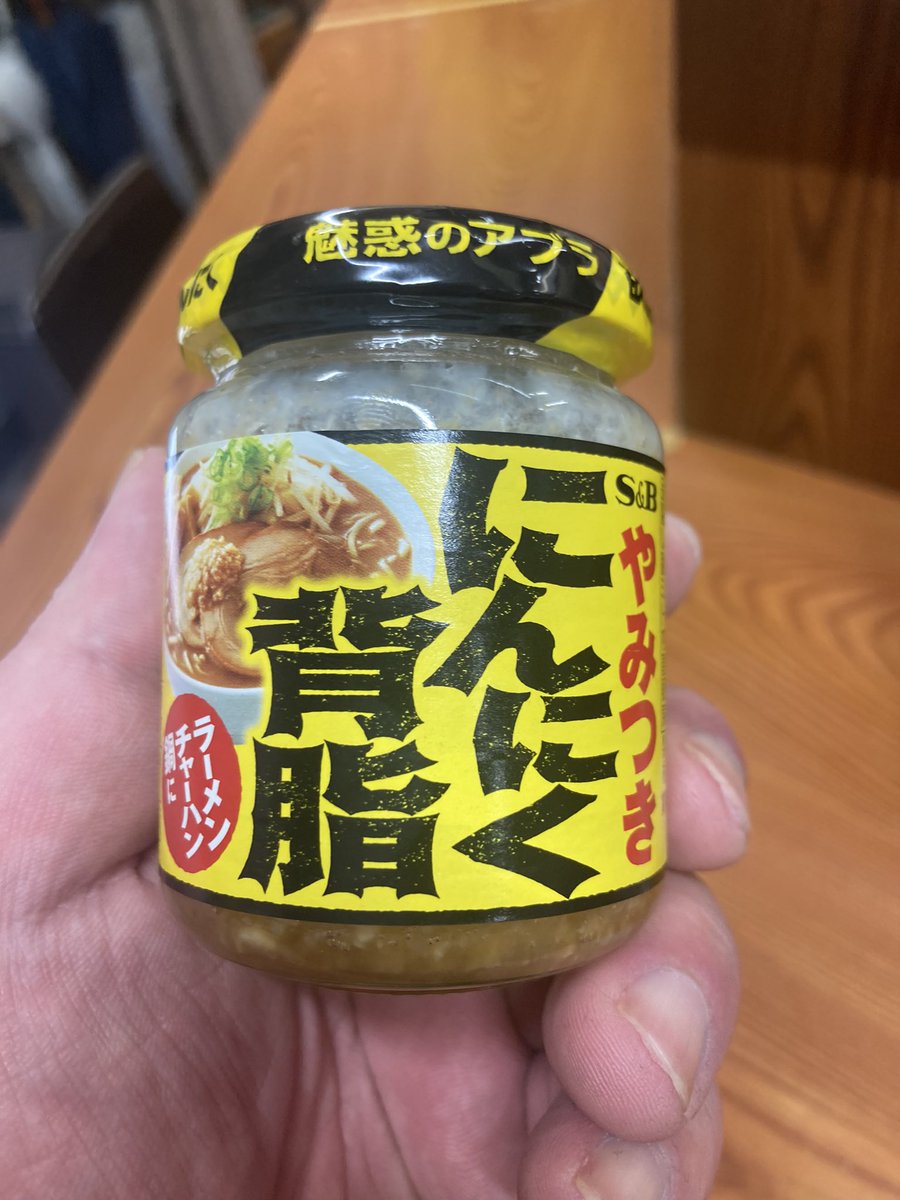 魅惑のアブラ
S&B
やみつき
にんにく
背脂
ラーメン
チャーハン
鍋に